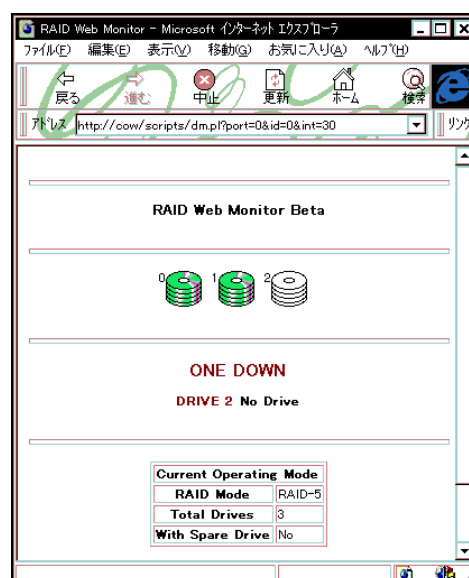 RAID Web Monitor - Microsoft インターネット エクスプローラ
ファイル(F) 編集(E) 表示(V) 移動(G) お気に入り(A) ヘルプ(H)
戻る 進む 中止 更新 ホーム 検索
アドレス http://cow/scripts/dm.pl?port=0&id=0&int=30 リンク
RAID Web Monitor Beta
0 1 2
ONE DOWN
DRIVE 2 No Drive
Current Operating Mode
RAID Mode RAID-5
Total Drives 3
With Spare Drive No